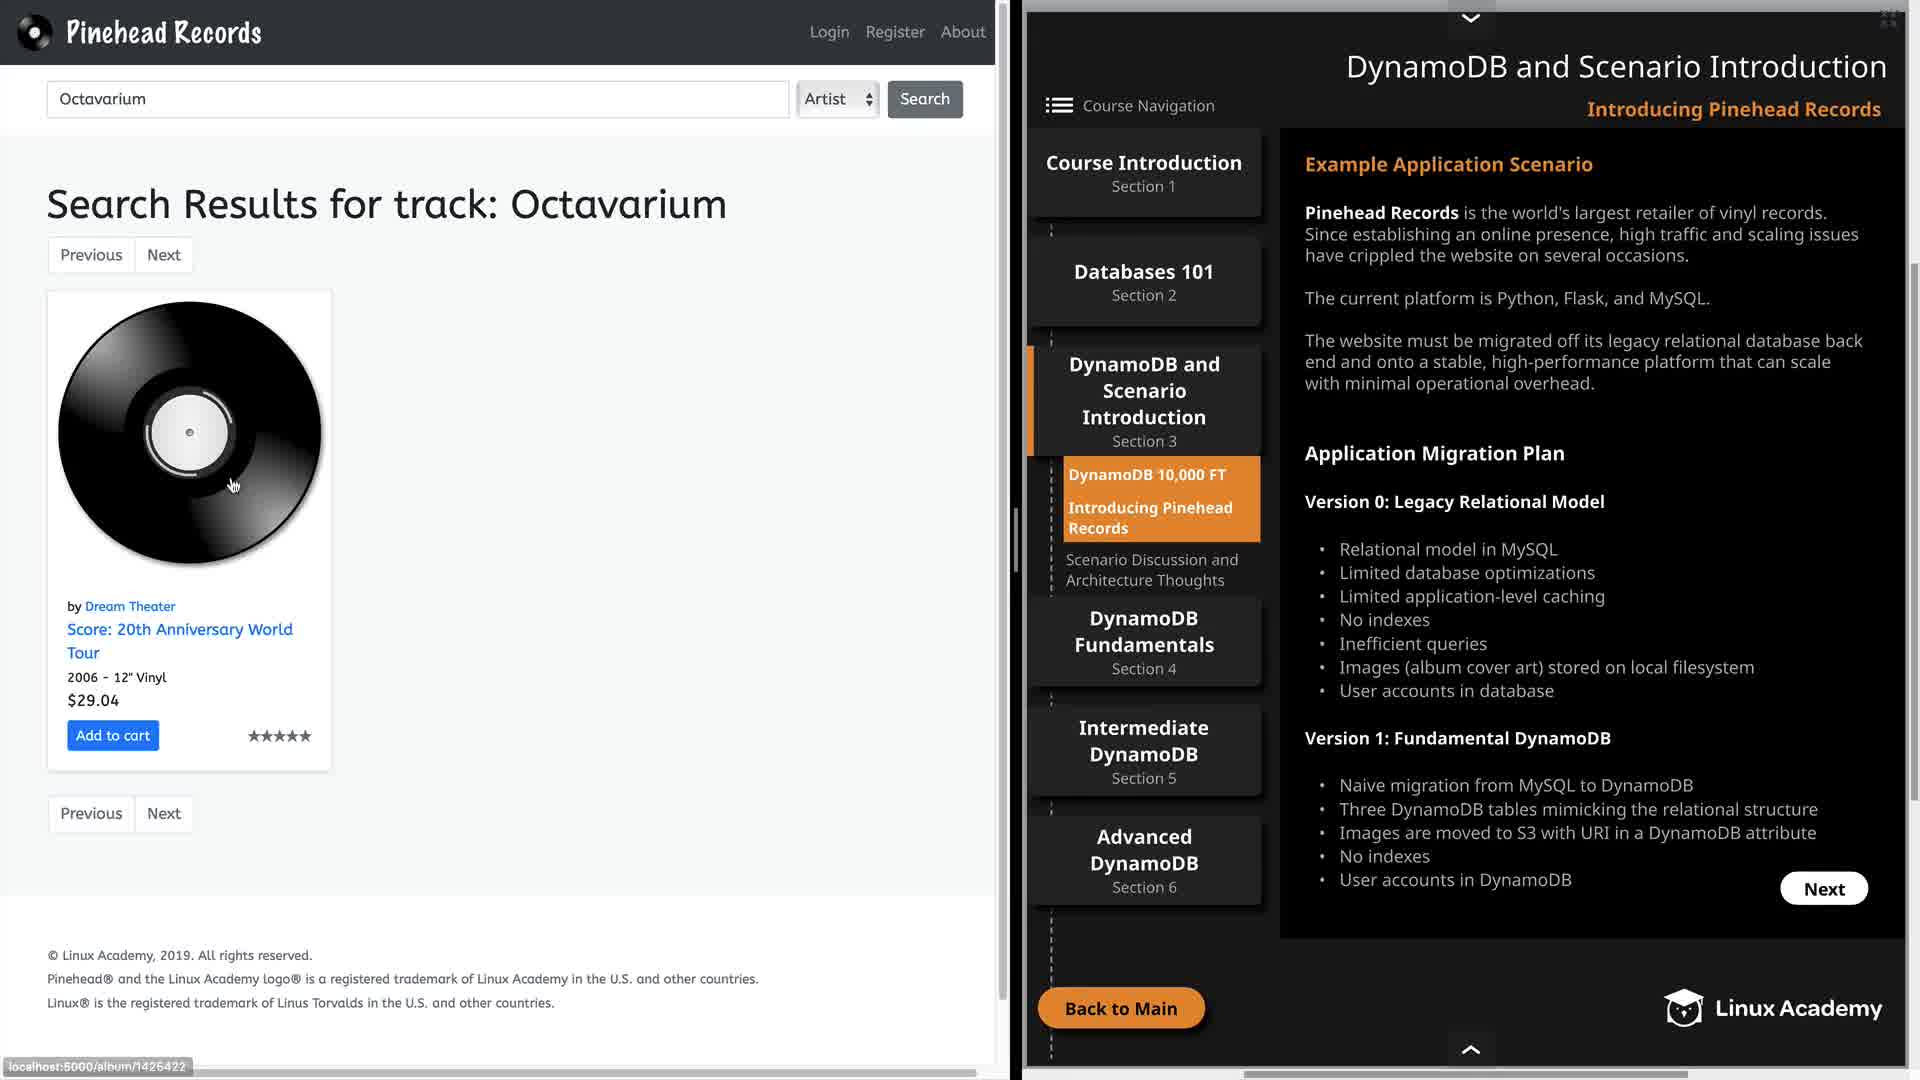 Pinehead Records
Login Register About
Octavarium
Artist
Search
Search Results for track: Octavarium
Previous Next
by Dream Theater
Score: 20th Anniversary World
Tour
2006 - 12" Vinyl
$29.04
Add to cart
★★★★★
Previous Next
© Linux Academy, 2019. All rights reserved.
Pinehead® and the Linux Academy logo® is a registered trademark of Linux Academy in the U.S. and other countries.
Linux® is the registered trademark of Linus Torvalds in the U.S. and other countries.
localhost:5000/album/1426422
DynamoDB and Scenario Introduction
Course Navigation
Introducing Pinehead Records
Course Introduction
Section 1
Databases 101
Section 2
DynamoDB and
Scenario
Introduction
Section 3
DynamoDB 10,000 FT
Introducing Pinehead
Records
Scenario Discussion and
Architecture Thoughts
DynamoDB
Fundamentals
Section 4
Intermediate
DynamoDB
Section 5
Advanced
DynamoDB
Section 6
Back to Main
Example Application Scenario
Pinehead Records is the world's largest retailer of vinyl records.
Since establishing an online presence, high traffic and scaling issues
have crippled the website on several occasions.
The current platform is Python, Flask, and MySQL.
The website must be migrated off its legacy relational database back
end and onto a stable, high-performance platform that can scale
with minimal operational overhead.
Application Migration Plan
Version 0: Legacy Relational Model
• Relational model in MySQL
• Limited database optimizations
• Limited application-level caching
• No indexes
• Inefficient queries
• Images (album cover art) stored on local filesystem
• User accounts in database
Version 1: Fundamental DynamoDB
• Naive migration from MySQL to DynamoDB
• Three DynamoDB tables mimicking the relational structure
• Images are moved to S3 with URI in a DynamoDB attribute
• No indexes
• User accounts in DynamoDB
Next
Linux Academy